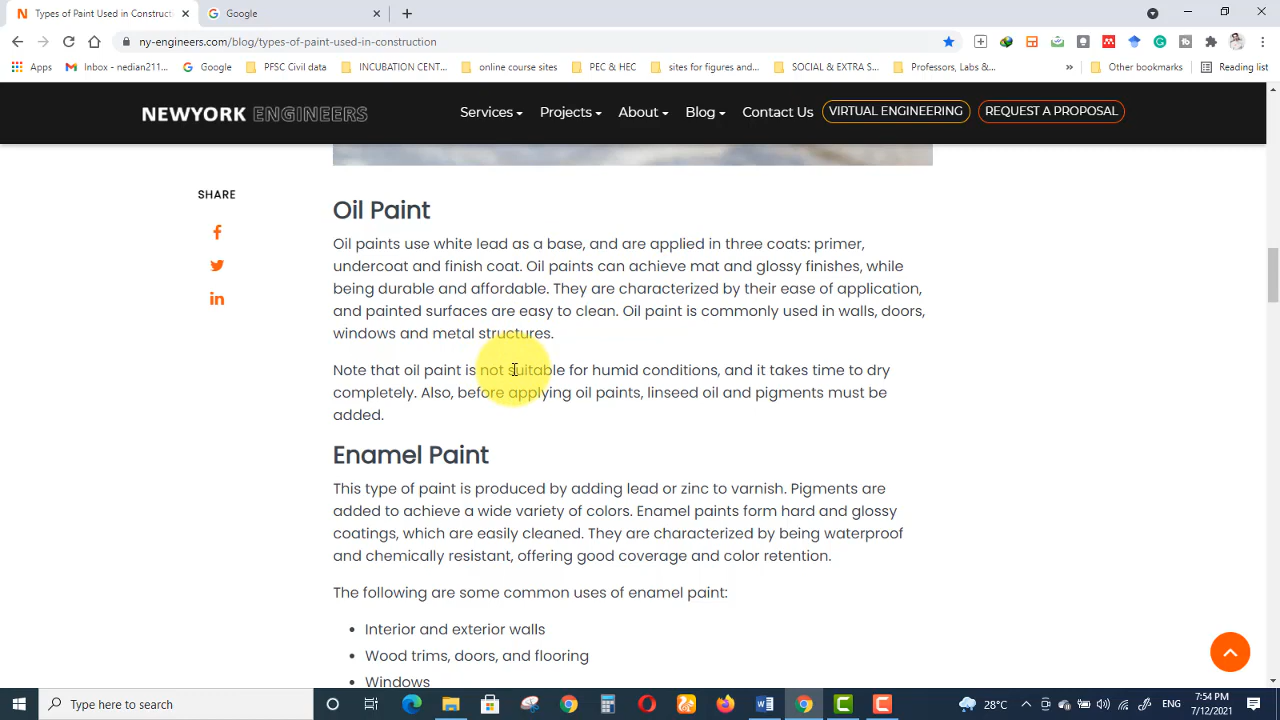 Types of Paint Used in Construct
Google
ny-engineers.com/blog/types-of-paint-used-in-construction
Apps
Inbox - nedian211...
Google
PFSC Civil data
INCUBATION CENT...
online course sites
PEC & HEC
sites for figures and...
SOCIAL & EXTRA S...
Professors, Labs &...
»
Other bookmarks
Reading list
NEWYORK ENGINEERS
Services
Projects
About
Blog
Contact Us
VIRTUAL ENGINEERING
REQUEST A PROPOSAL
SHARE
Oil Paint
Oil paints use white lead as a base, and are applied in three coats: primer,
undercoat and finish coat. Oil paints can achieve mat and glossy finishes, while
being durable and affordable. They are characterized by their ease of application,
and painted surfaces are easy to clean. Oil paint is commonly used in walls, doors,
windows and metal structures.
Note that oil paint is not suitable for humid conditions, and it takes time to dry
completely. Also, before applying oil paints, linseed oil and pigments must be
added.
Enamel Paint
This type of paint is produced by adding lead or zinc to varnish. Pigments are
added to achieve a wide variety of colors. Enamel paints form hard and glossy
coatings, which are easily cleaned. They are characterized by being waterproof
and chemically resistant, offering good coverage and color retention.
The following are some common uses of enamel paint:
• Interior and exterior walls
• Wood trims, doors, and flooring
• Windows
Type here to search
28°C
ENG
7:54 PM
7/12/2021